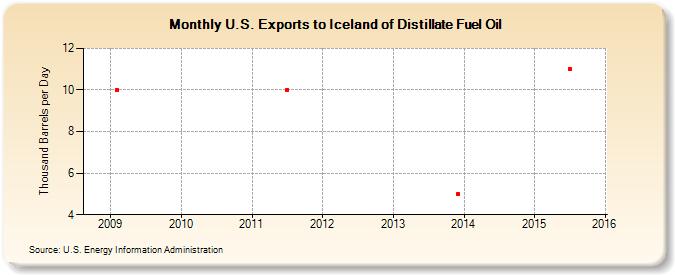 Monthly U.S. Exports to Iceland of Distillate Fuel Oil
Thousand Barrels per Day
12
10
8
6
4
2009 2010 2011 2012 2013 2014 2015 2016
Source: U.S. Energy Information Administration